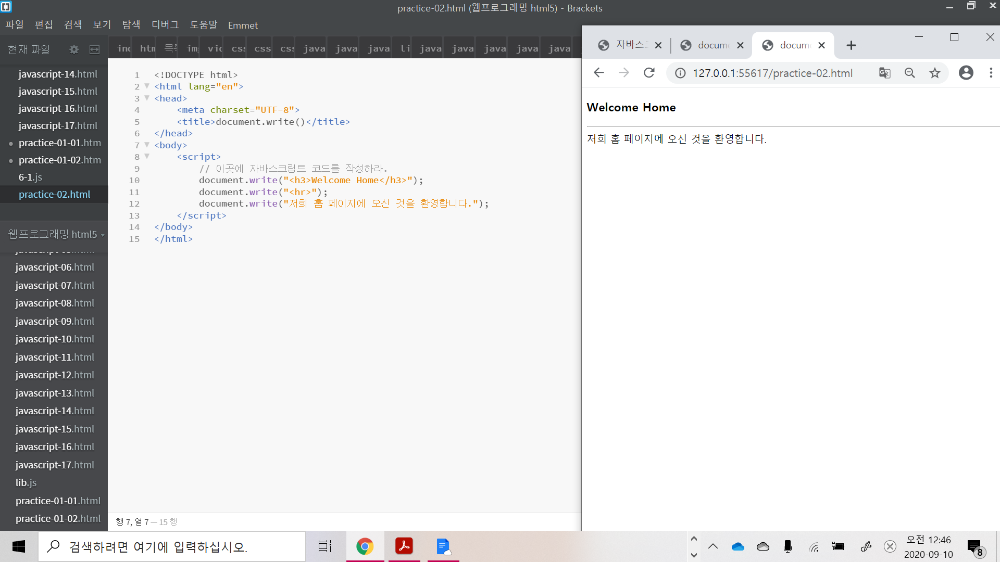 practice-02.html (웹프로그래밍 html5) - Brackets
파일 편집 검색 보기 탐색 디버그 도움말 Emmet
현재 파일
javascript-14.html
javascript-15.html
javascript-16.html
javascript-17.html
practice-01-01.htm
practice-01-02.htm
6-1.js
practice-02.html
웹프로그래밍 html5
javascript-06.html
javascript-07.html
javascript-08.html
javascript-09.html
javascript-10.html
javascript-11.html
javascript-12.html
javascript-13.html
javascript-14.html
javascript-15.html
javascript-16.html
javascript-17.html
lib.js
practice-01-01.html
practice-01-02.html
htm css css java java java li java java java java java
1 <!DOCTYPE html>
2 <html lang="en">
3 <head>
4 <meta charset="UTF-8">
5 <title>document.write()</title>
6 </head>
7 <body>
8 <script>
9 // 이곳에 자바스크립트 코드를 작성하라.
10 document.write("<h3>Welcome Home</h3>");
11 document.write("<hr>");
12 document.write("저희 홈 페이지에 오신 것을 환영합니다.");
13 </script>
14 </body>
15 </html>
행 7, 열 7 — 15 행
자바스 docume docum
127.0.0.1:55617/practice-02.html
Welcome Home
저희 홈 페이지에 오신 것을 환영합니다.
검색하려면 여기에 입력하십시오.
오전 12:46
2020-09-10
8